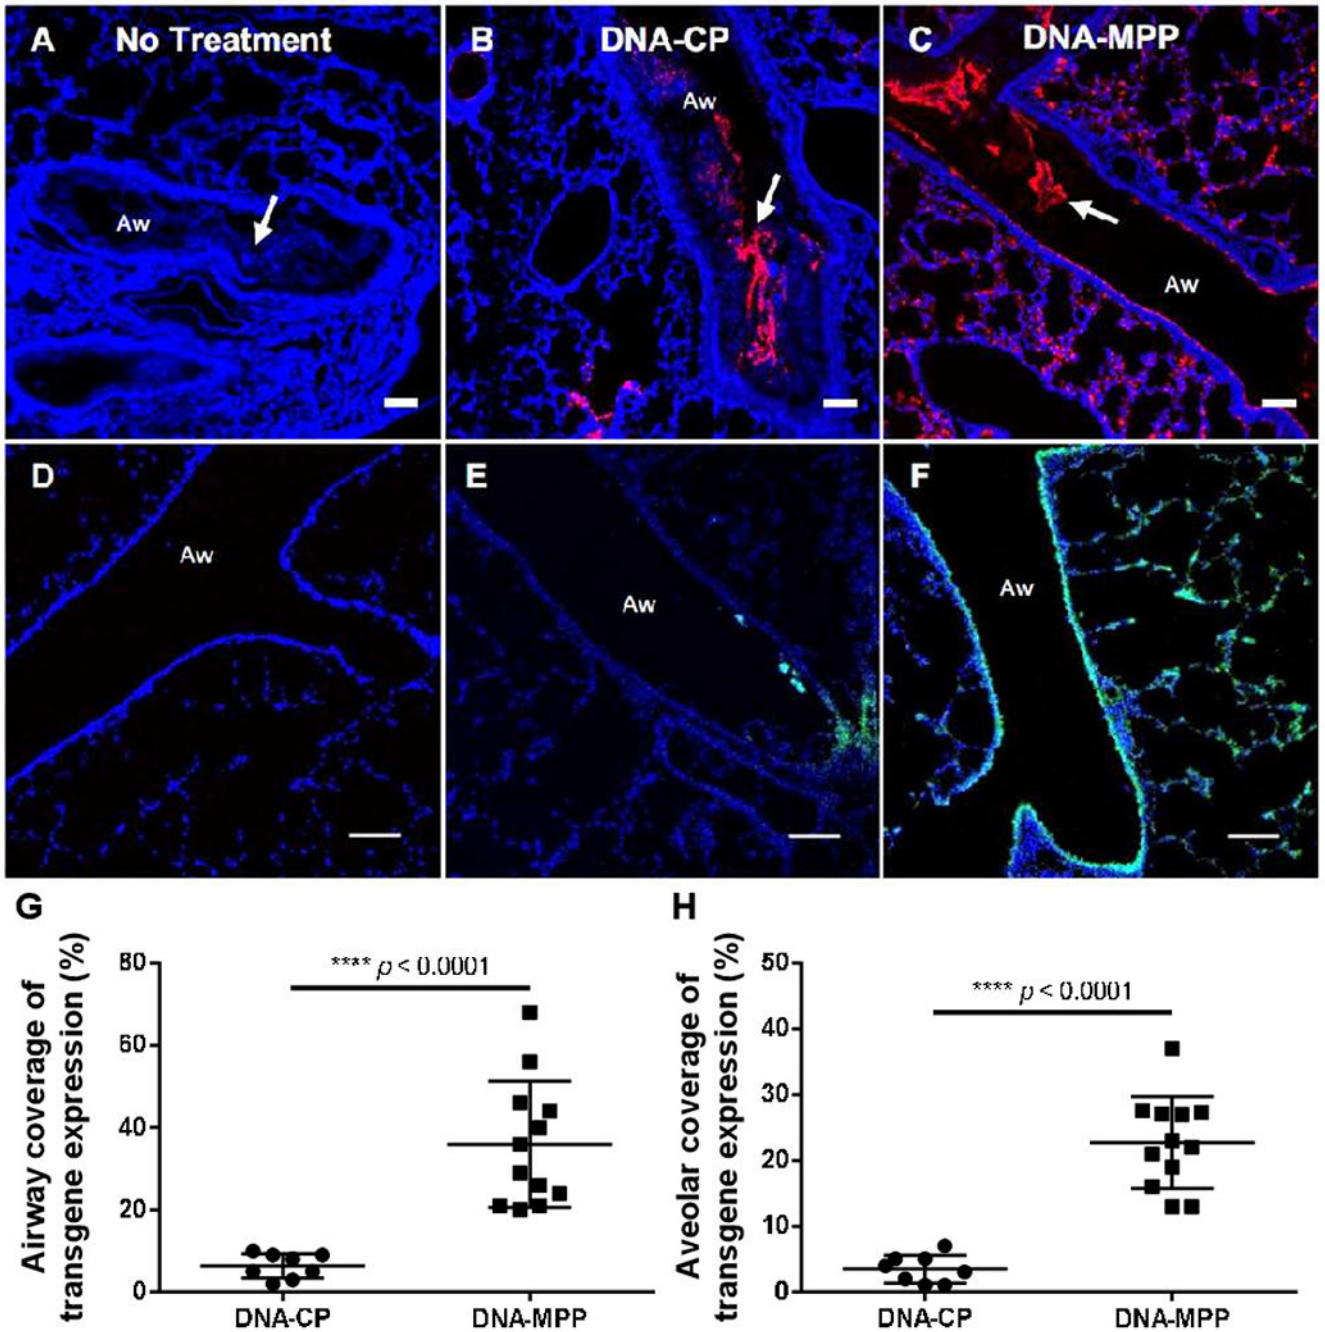 A No Treatment
B DNA-CP
C DNA-MPP
Aw
Aw
Aw
D
E
F
Aw
Aw
Aw
G
H
Airway coverage of
transgene expression (%)
80
60
40
20
0
**** p < 0.0001
DNA-CP
DNA-MPP
Aveolar coverage of
transgene expression (%)
50
40
30
20
10
0
**** p < 0.0001
DNA-CP
DNA-MPP